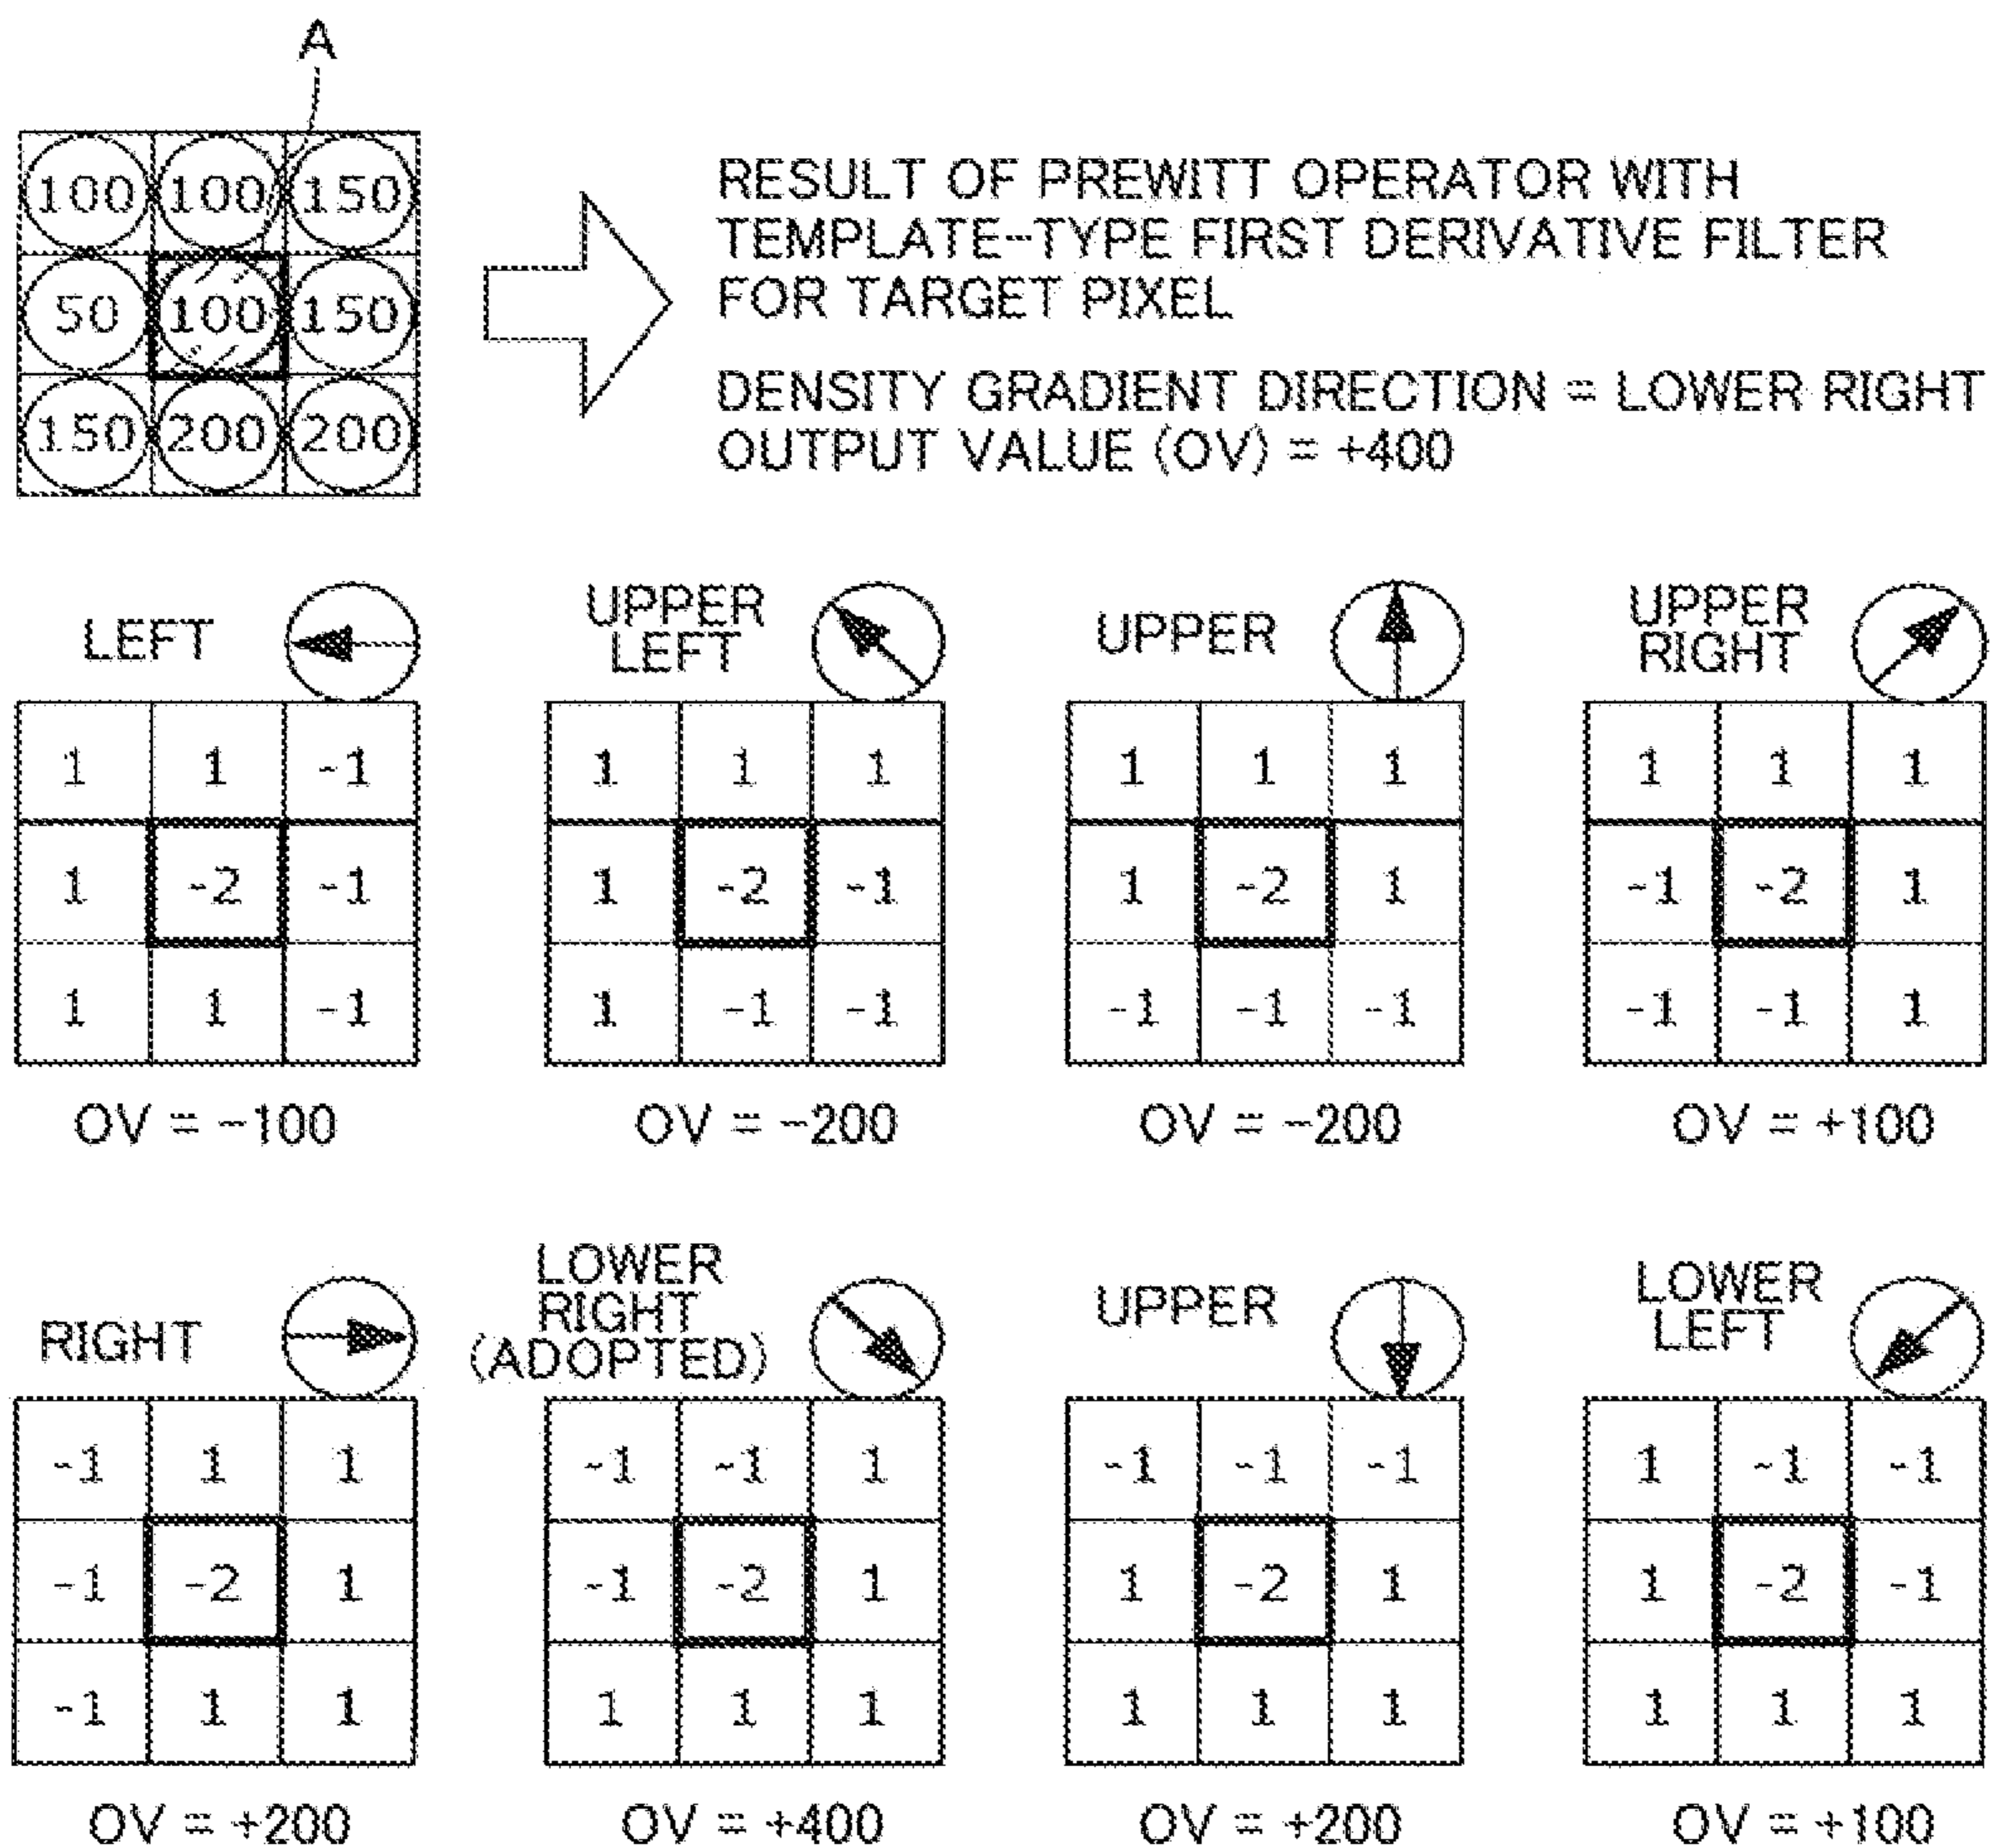 A
100 100 150
50 100 150
150 200 200
RESULT OF PREWITT OPERATOR WITH
TEMPLATE-TYPE FIRST DERIVATIVE FILTER
FOR TARGET PIXEL
DENSITY GRADIENT DIRECTION = LOWER RIGHT
OUTPUT VALUE (OV) = +400
LEFT
1 1 -1
1 -2 -1
1 1 -1
OV = -100
UPPER
LEFT
1 1 1
1 -2 -1
1 -1 -1
OV = -200
UPPER
1 1 1
1 -2 1
-1 -1 -1
OV = -200
UPPER
RIGHT
1 1 1
-1 -2 1
-1 -1 1
OV = +100
RIGHT
-1 1 1
-1 -2 1
-1 1 1
OV = +200
LOWER
RIGHT
(ADOPTED)
-1 -1 1
-1 -2 1
1 1 1
OV = +400
UPPER
-1 -1 -1
1 -2 1
1 1 1
OV = +200
LOWER
LEFT
1 -1 -1
1 -2 -1
1 1 1
OV = +100